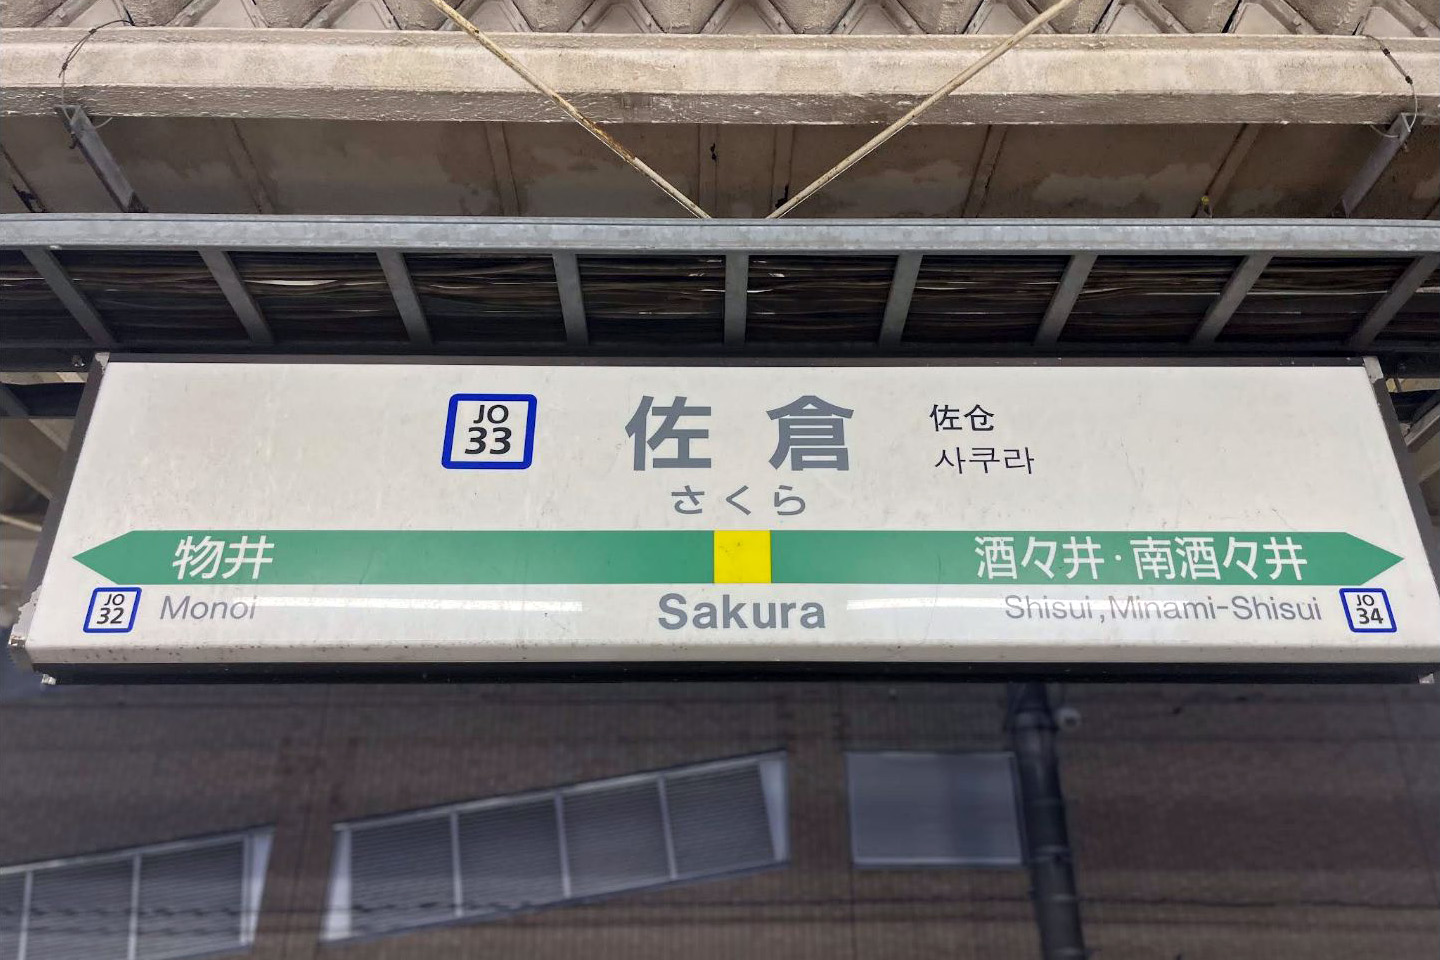 JO
33
佐倉
佐仓
사쿠라
さくら
物井
酒々井・南酒々井
JO
32
Monoi
Sakura
Shisui,Minami-Shisui
JO
34